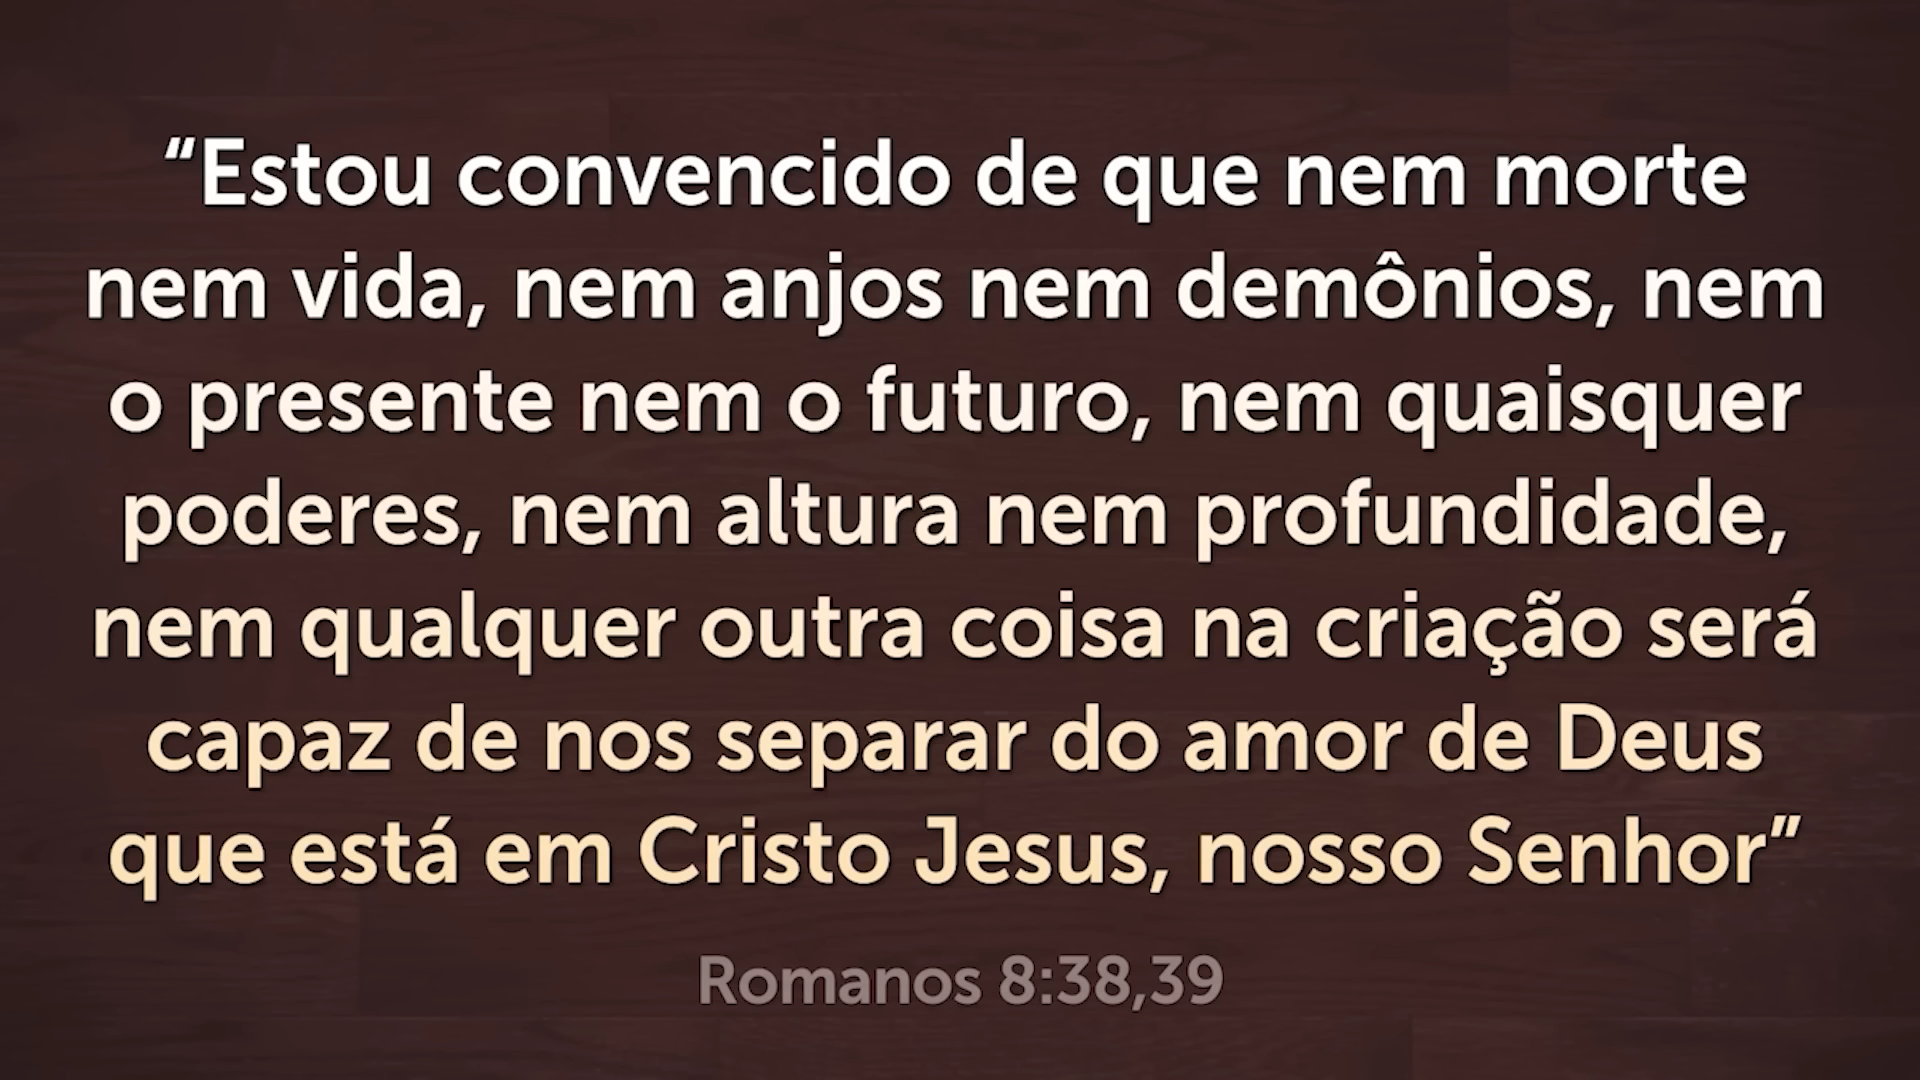 “Estou convencido de que nem morte
nem vida, nem anjos nem demônios, nem
o presente nem o futuro, nem quaisquer
poderes, nem altura nem profundidade,
nem qualquer outra coisa na criação será
capaz de nos separar do amor de Deus
que está em Cristo Jesus, nosso Senhor”
Romanos 8:38,39